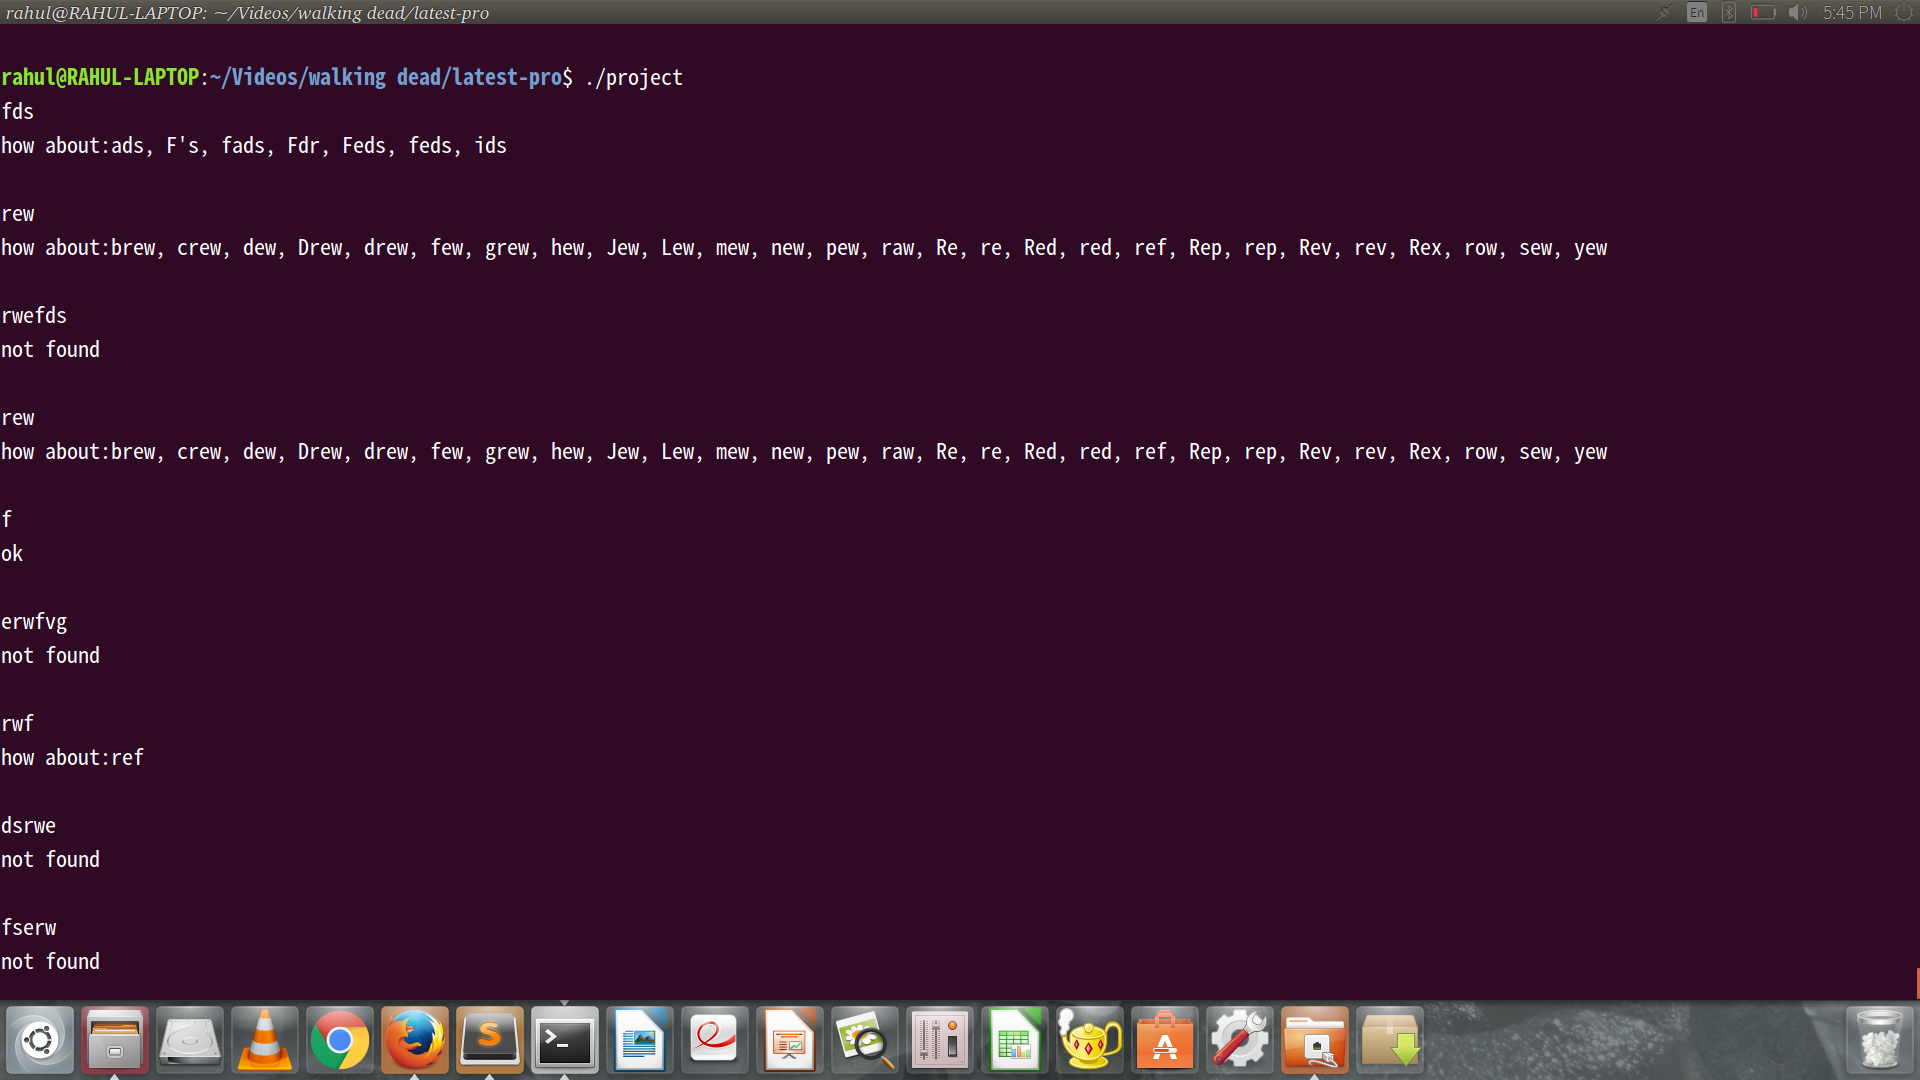 rahul@RAHUL-LAPTOP: ~/Videos/walking dead/latest-pro
En 5:45 PM
rahul@RAHUL-LAPTOP:~/Videos/walking dead/latest-pro$ ./project
fds
how about:ads, F's, fads, Fdr, Feds, feds, ids
rew
how about:brew, crew, dew, Drew, drew, few, grew, hew, Jew, Lew, mew, new, pew, raw, Re, re, Red, red, ref, Rep, rep, Rev, rev, Rex, row, sew, yew
rwefds
not found
rew
how about:brew, crew, dew, Drew, drew, few, grew, hew, Jew, Lew, mew, new, pew, raw, Re, re, Red, red, ref, Rep, rep, Rev, rev, Rex, row, sew, yew
f
ok
erwfvg
not found
rwf
how about:ref
dsrwe
not found
fserw
not found